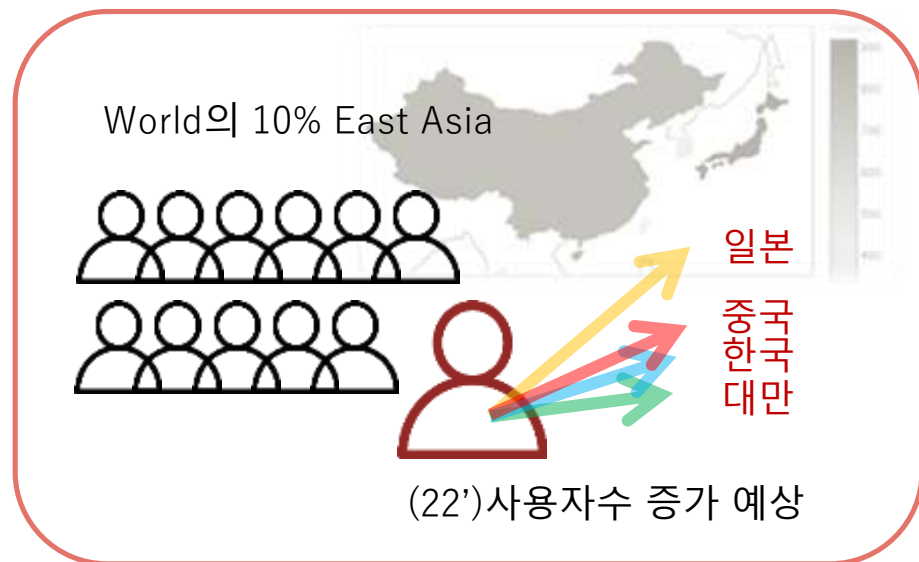 World의 10% East Asia
일본
중국
한국
대만
(22’)사용자수 증가 예상